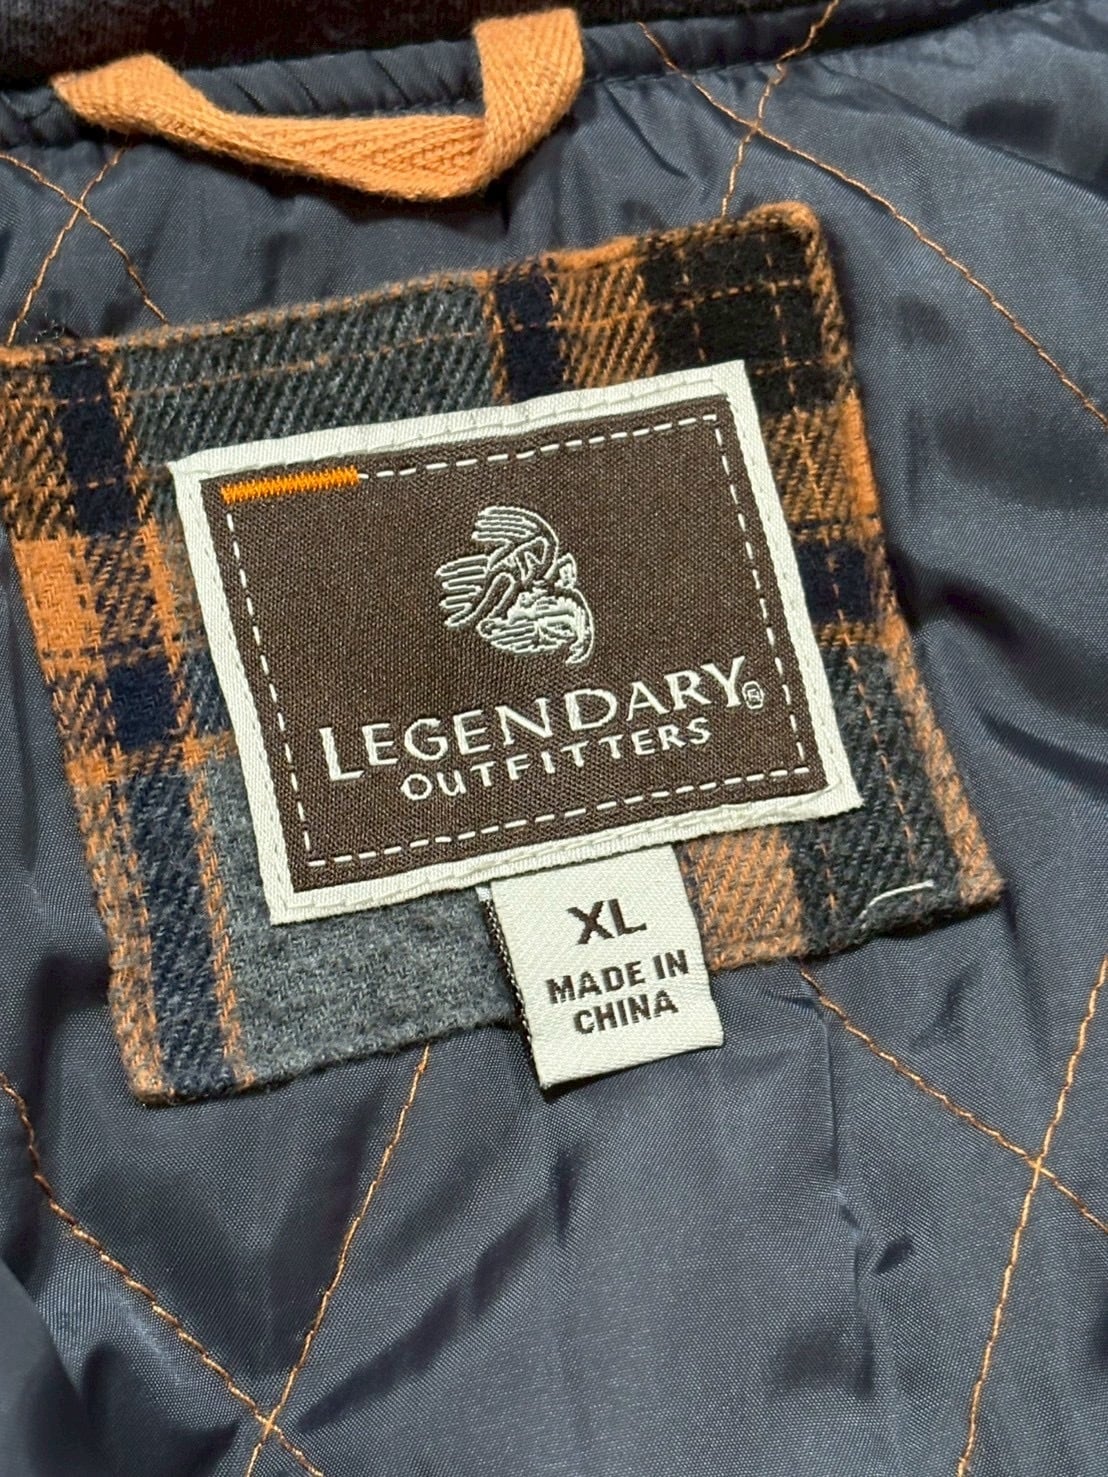 LEGENDARY®
OUTFITTERS
XL
MADE IN
CHINA